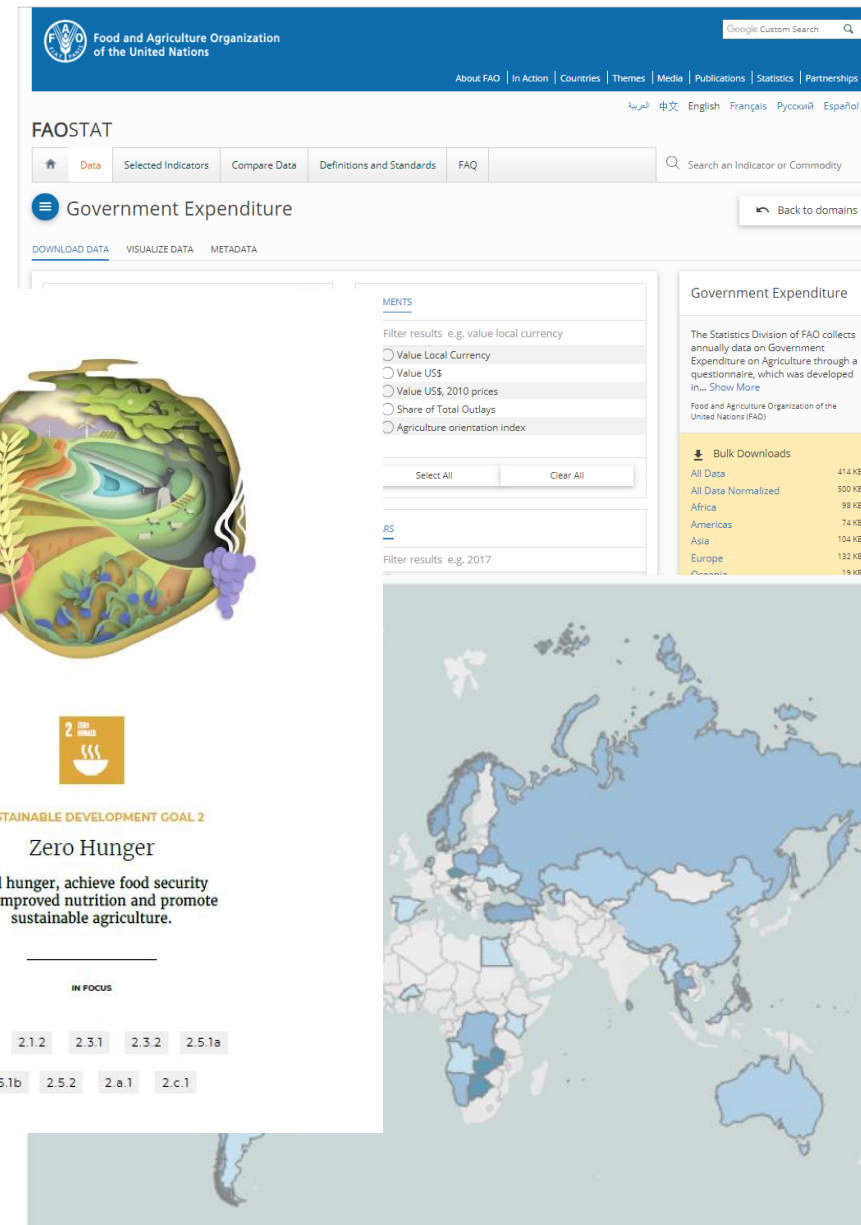 Food and Agriculture Organization
of the United Nations
Google Custom Search
About FAO | In Action | Countries | Themes | Media | Publications | Statistics | Partnerships
العربية 中文 English Français Русский Español
FAOSTAT
Data Selected Indicators Compare Data Definitions and Standards FAQ
Search an Indicator or Commodity
Government Expenditure
Back to domains
DOWNLOAD DATA VISUALIZE DATA METADATA
MENTS
Filter results e.g. value local currency
Value Local Currency
Value US$
Value US$, 2010 prices
Share of Total Outlays
Agriculture orientation index
Select All Clear All
RS
Filter results e.g. 2017
Government Expenditure
The Statistics Division of FAO collects
annually data on Government
Expenditure on Agriculture through a
questionnaire, which was developed
in... Show More
Food and Agriculture Organization of the
United Nations (FAO)
Bulk Downloads
All Data 414 KB
All Data Normalized 500 KB
Africa 98 KB
Americas 74 KB
Asia 104 KB
Europe 132 KB
Oceania 19 KB
2 ZERO
HUNGER
STAINABLE DEVELOPMENT GOAL 2
Zero Hunger
hunger, achieve food security
improved nutrition and promote
sustainable agriculture.
IN FOCUS
2.1.2 2.3.1 2.3.2 2.5.1a
5.1b 2.5.2 2.a.1 2.c.1